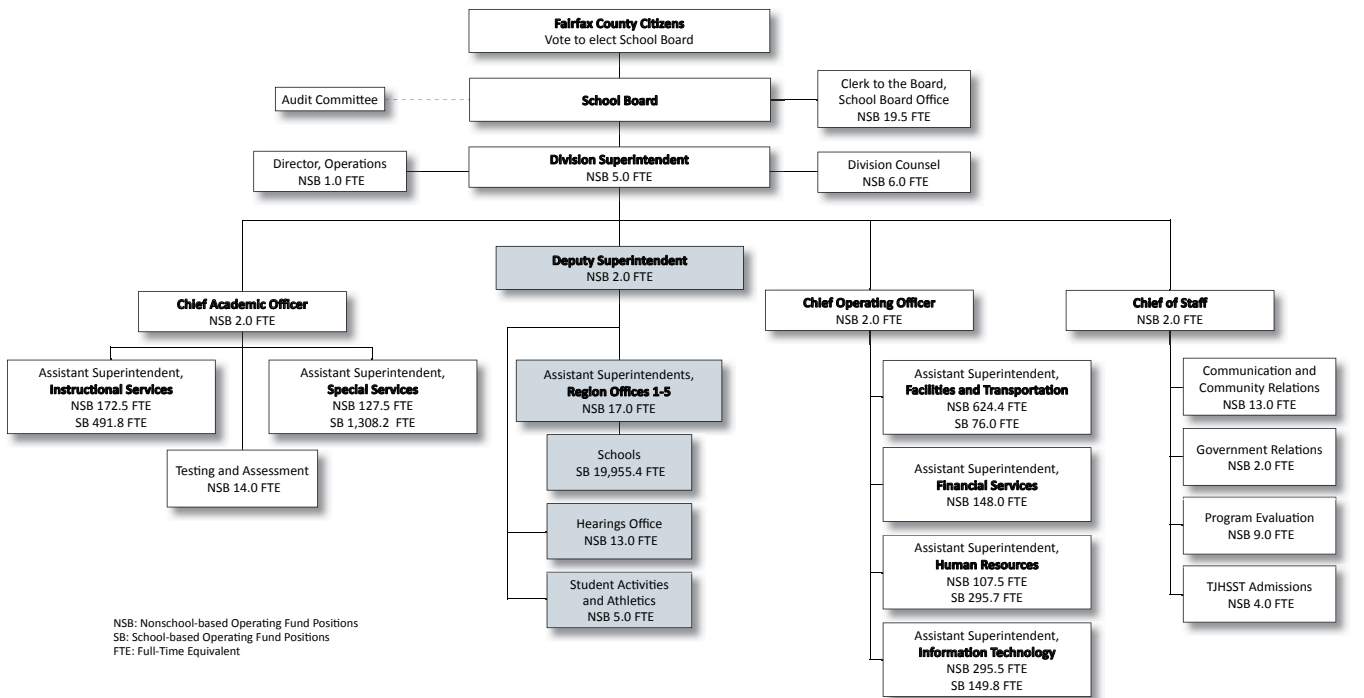 Fairfax County Citizens
Vote to elect School Board
Audit Committee
School Board
Clerk to the Board,
School Board Office
NSB 19.5 FTE
Director, Operations
NSB 1.0 FTE
Division Superintendent
NSB 5.0 FTE
Division Counsel
NSB 6.0 FTE
Deputy Superintendent
NSB 2.0 FTE
Chief Academic Officer
NSB 2.0 FTE
Chief Operating Officer
NSB 2.0 FTE
Chief of Staff
NSB 2.0 FTE
Assistant Superintendent,
Instructional Services
NSB 172.5 FTE
SB 491.8 FTE
Assistant Superintendent,
Special Services
NSB 127.5 FTE
SB 1,308.2 FTE
Testing and Assessment
NSB 14.0 FTE
Assistant Superintendents,
Region Offices 1-5
NSB 17.0 FTE
Schools
SB 19,955.4 FTE
Hearings Office
NSB 13.0 FTE
Student Activities
and Athletics
NSB 5.0 FTE
Assistant Superintendent,
Facilities and Transportation
NSB 624.4 FTE
SB 76.0 FTE
Assistant Superintendent,
Financial Services
NSB 148.0 FTE
Assistant Superintendent,
Human Resources
NSB 107.5 FTE
SB 295.7 FTE
Assistant Superintendent,
Information Technology
NSB 295.5 FTE
SB 149.8 FTE
Communication and
Community Relations
NSB 13.0 FTE
Government Relations
NSB 2.0 FTE
Program Evaluation
NSB 9.0 FTE
TJHSST Admissions
NSB 4.0 FTE
NSB: Nonschool-based Operating Fund Positions
SB: School-based Operating Fund Positions
FTE: Full-Time Equivalent